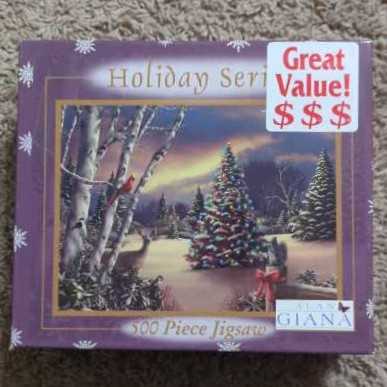 Holiday Seri
Great
Value!
$ $ $
ALAN
GIANA
500 Piece Jigsaw